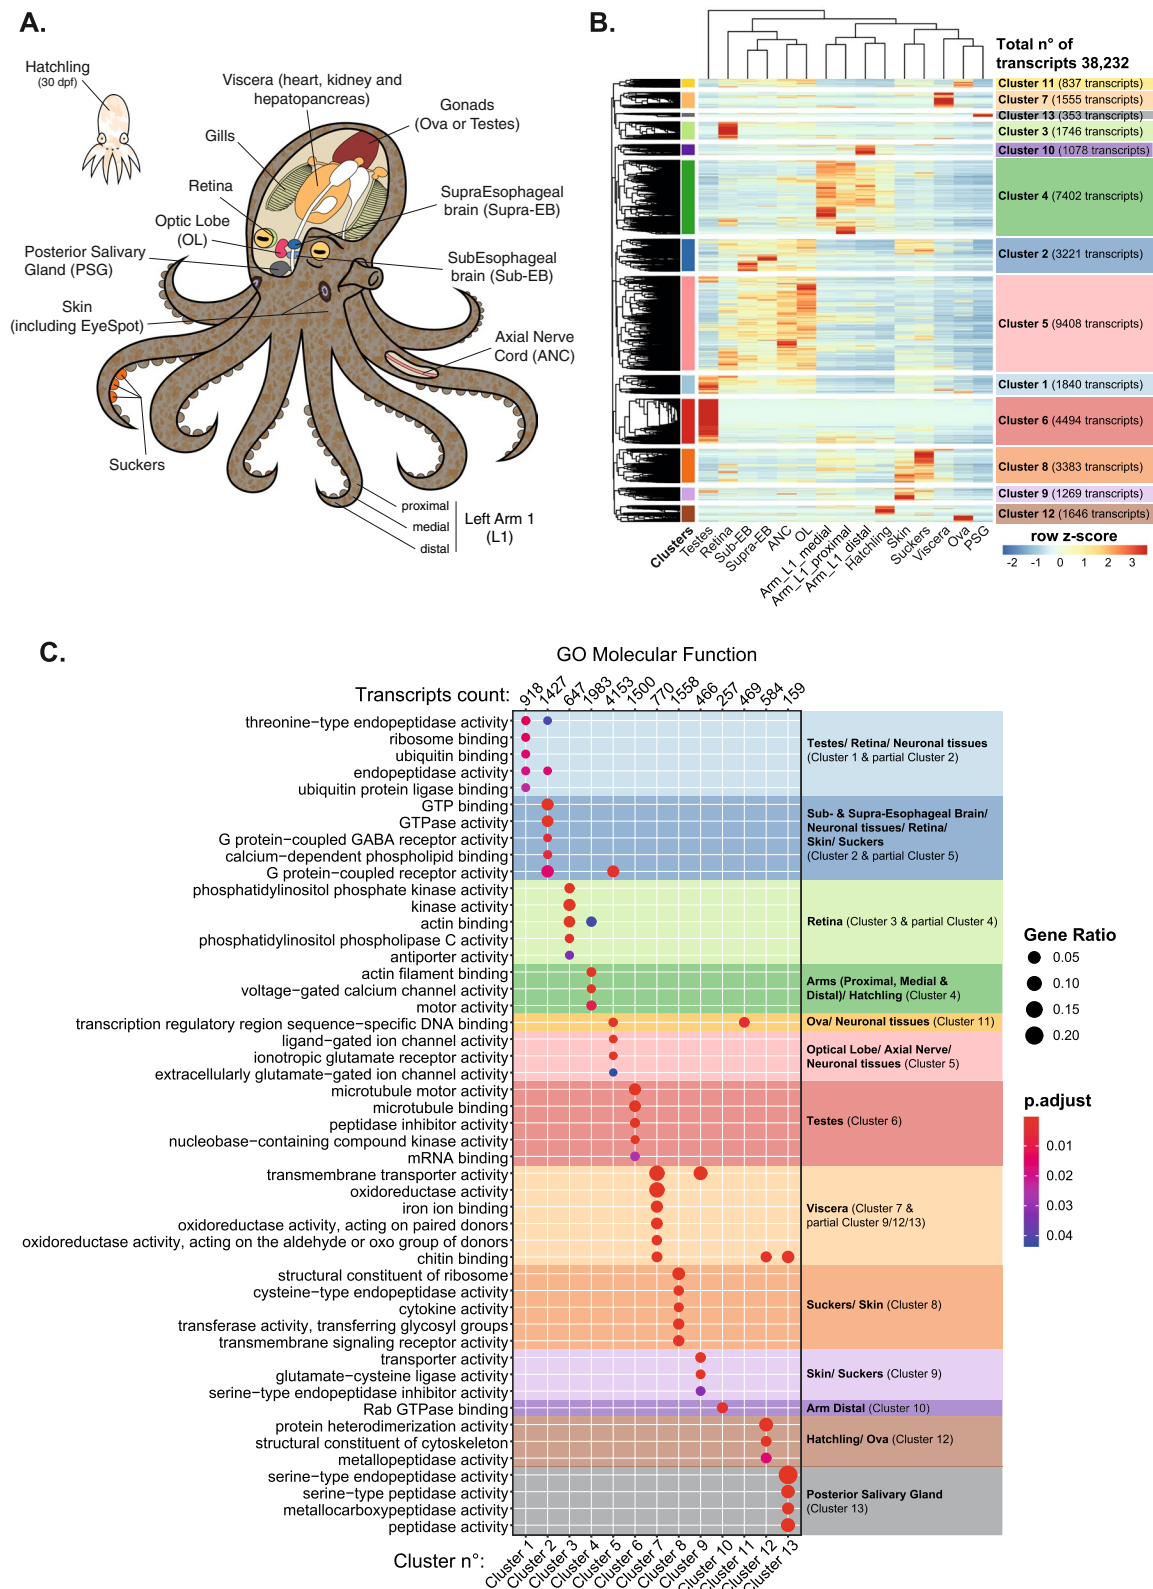 A.
Hatchling
(30 dpf)
Viscera (heart, kidney and
hepatopancreas)
Gonads
(Ova or Testes)
Gills
Retina
Optic Lobe
(OL)
Posterior Salivary
Gland (PSG)
Skin
(including EyeSpot)
SupraEsophageal
brain (Supra-EB)
SubEsophageal
brain (Sub-EB)
Axial Nerve
Cord (ANC)
Suckers
proximal
medial
distal
Left Arm 1
(L1)
B.
Total n° of
transcripts 38,232
Cluster 11 (837 transcripts)
Cluster 7 (1555 transcripts)
Cluster 13 (353 transcripts)
Cluster 3 (1746 transcripts)
Cluster 10 (1078 transcripts)
Cluster 4
(7402 transcripts)
Cluster 2 (3221 transcripts)
Cluster 5 (9408 transcripts)
Cluster 1 (1840 transcripts)
Cluster 6
(4494 transcripts)
Cluster 8 (3383 transcripts)
Cluster 9 (1269 transcripts)
Cluster 12 (1646 transcripts)
Clusters
Testes
Retina
Sub-EB
Supra-EB
ANC
OL
Arm_L1_medial
Arm_L1_proximal
Arm_L1_distal
Hatchling
Skin
Suckers
Viscera
Ova
PSG
row z-score
-2 -1 0 1 2 3
C.
GO Molecular Function
Transcripts count: 918 1427 647 1983 4153 1500 770 1558 466 257 469 584 159
threonine−type endopeptidase activity
ribosome binding
ubiquitin binding
endopeptidase activity
ubiquitin protein ligase binding
Testes/ Retina/ Neuronal tissues
(Cluster 1 & partial Cluster 2)
GTP binding
GTPase activity
G protein−coupled GABA receptor activity
calcium−dependent phospholipid binding
G protein−coupled receptor activity
Sub- & Supra-Esophageal Brain/
Neuronal tissues/ Retina/
Skin/ Suckers
(Cluster 2 & partial Cluster 5)
phosphatidylinositol phosphate kinase activity
kinase activity
actin binding
phosphatidylinositol phospholipase C activity
antiporter activity
Retina (Cluster 3 & partial Cluster 4)
actin filament binding
voltage−gated calcium channel activity
motor activity
Arms (Proximal, Medial &
Distal)/ Hatchling (Cluster 4)
transcription regulatory region sequence−specific DNA binding
Ova/ Neuronal tissues (Cluster 11)
ligand−gated ion channel activity
ionotropic glutamate receptor activity
extracellularly glutamate−gated ion channel activity
Optical Lobe/ Axial Nerve/
Neuronal tissues (Cluster 5)
microtubule motor activity
microtubule binding
peptidase inhibitor activity
nucleobase−containing compound kinase activity
mRNA binding
Testes (Cluster 6)
transmembrane transporter activity
oxidoreductase activity
iron ion binding
oxidoreductase activity, acting on paired donors
oxidoreductase activity, acting on the aldehyde or oxo group of donors
chitin binding
Viscera (Cluster 7 &
partial Cluster 9/12/13)
structural constituent of ribosome
cysteine−type endopeptidase activity
cytokine activity
transferase activity, transferring glycosyl groups
transmembrane signaling receptor activity
Suckers/ Skin (Cluster 8)
transporter activity
glutamate−cysteine ligase activity
serine−type endopeptidase inhibitor activity
Skin/ Suckers (Cluster 9)
Rab GTPase binding
Arm Distal (Cluster 10)
protein heterodimerization activity
structural constituent of cytoskeleton
metallopeptidase activity
Hatchling/ Ova (Cluster 12)
serine−type endopeptidase activity
serine−type peptidase activity
metallocarboxypeptidase activity
peptidase activity
Posterior Salivary Gland
(Cluster 13)
Cluster n°:
Cluster 1
Cluster 2
Cluster 3
Cluster 4
Cluster 5
Cluster 6
Cluster 7
Cluster 8
Cluster 9
Cluster 10
Cluster 11
Cluster 12
Cluster 13
Gene Ratio
0.05
0.10
0.15
0.20
p.adjust
0.01
0.02
0.03
0.04